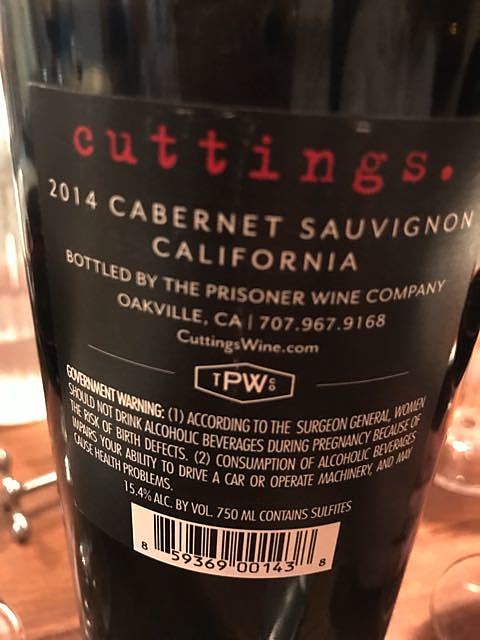 cuttings.
2014 CABERNET SAUVIGNON
CALIFORNIA
BOTTLED BY THE PRISONER WINE COMPANY
OAKVILLE, CA | 707.967.9168
CuttingsWine.com
TPWCO
GOVERNMENT WARNING: (1) ACCORDING TO THE SURGEON GENERAL, WOMEN
SHOULD NOT DRINK ALCOHOLIC BEVERAGES DURING PREGNANCY BECAUSE OF
THE RISK OF BIRTH DEFECTS. (2) CONSUMPTION OF ALCOHOLIC BEVERAGES
IMPAIRS YOUR ABILITY TO DRIVE A CAR OR OPERATE MACHINERY, AND MAY
CAUSE HEALTH PROBLEMS.
15.4% ALC. BY VOL. 750 ML CONTAINS SULFITES
8 59369 00143 8